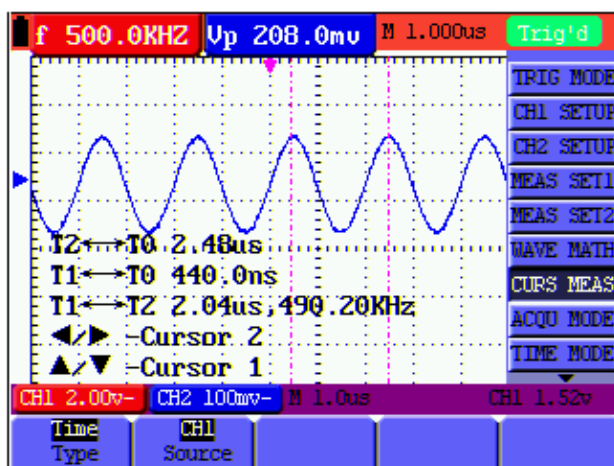 f 500.0KHZ Vp 208.0mv M 1.000us Trig'd
TRIG MODE
CH1 SETUP
CH2 SETUP
MEAS SET1
MEAS SET2
WAVE MATH
CURS MEAS
ACQU MODE
TIME MODE
T2←→T0 2.48us
T1←→T0 440.0ns
T1←→T2 2.04us,490.20KHz
◀/▶ -Cursor 2
▲/▼ -Cursor 1
CH1 2.00v- CH2 100mv- M 1.0us CH1 1.52v
Time CH1
Type Source